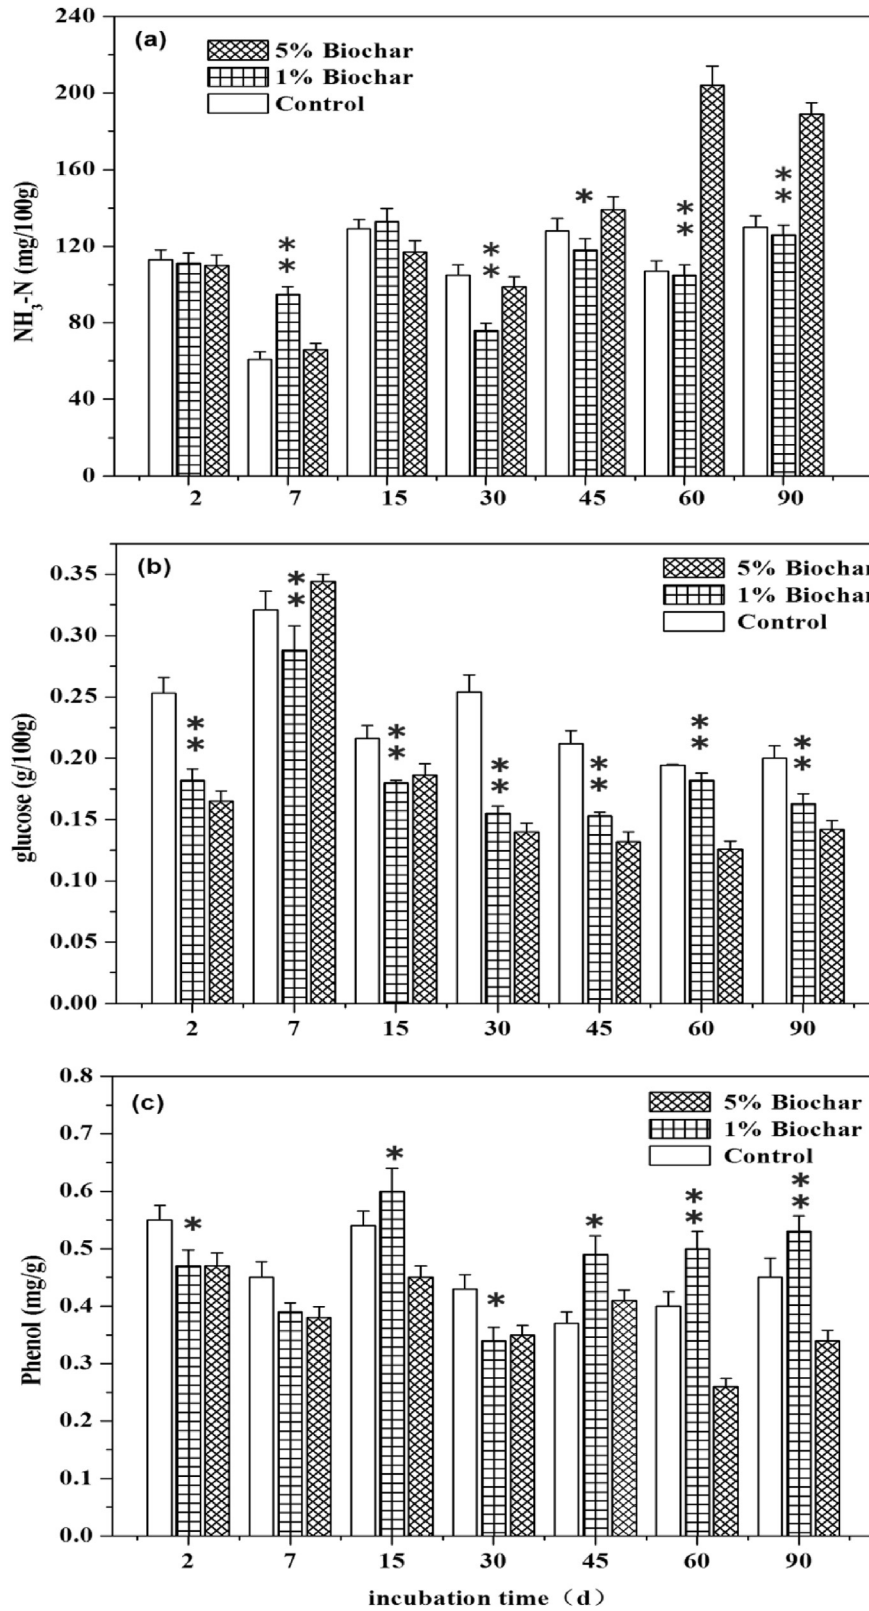 (a)
5% Biochar
1% Biochar
Control
240
200
160
120
80
40
0
NH3-N (mg/100g)
**
**
*
**
**
2 7 15 30 45 60 90
(b)
5% Biochar
1% Biochar
Control
0.35
0.30
0.25
0.20
0.15
0.10
0.05
0.00
glucose (g/100g)
**
**
**
**
**
**
**
2 7 15 30 45 60 90
(c)
5% Biochar
1% Biochar
Control
0.8
0.7
0.6
0.5
0.4
0.3
0.2
0.1
0.0
Phenol (mg/g)
*
*
*
*
**
**
2 7 15 30 45 60 90
incubation time（d）